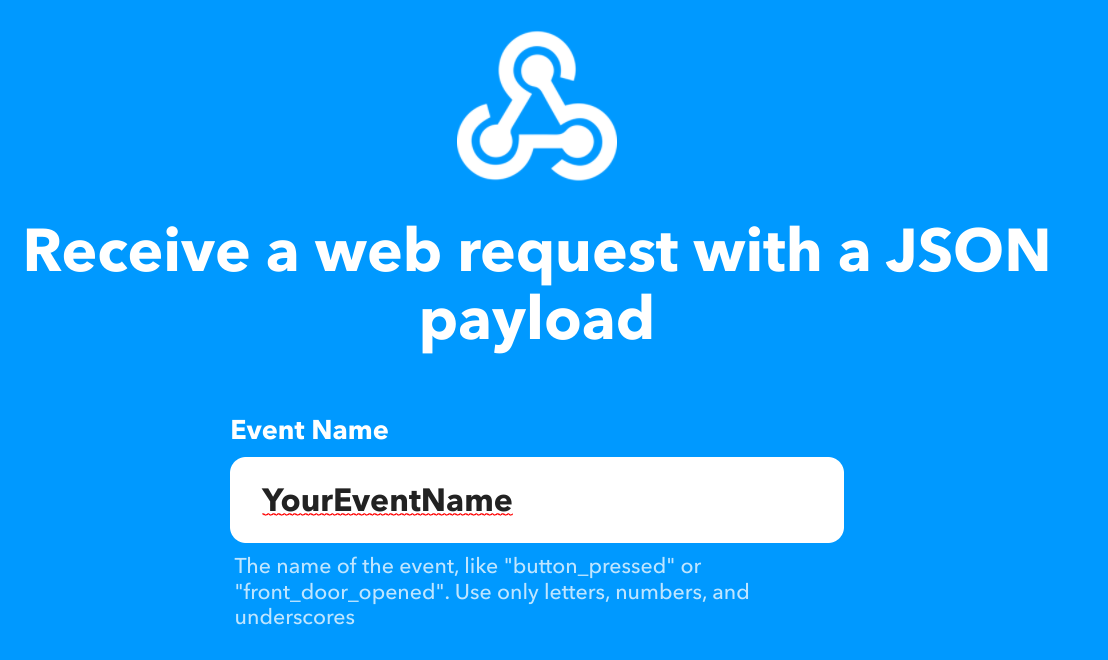 Receive a web request with a JSON
payload
Event Name
YourEventName
The name of the event, like "button_pressed" or
"front_door_opened". Use only letters, numbers, and
underscores